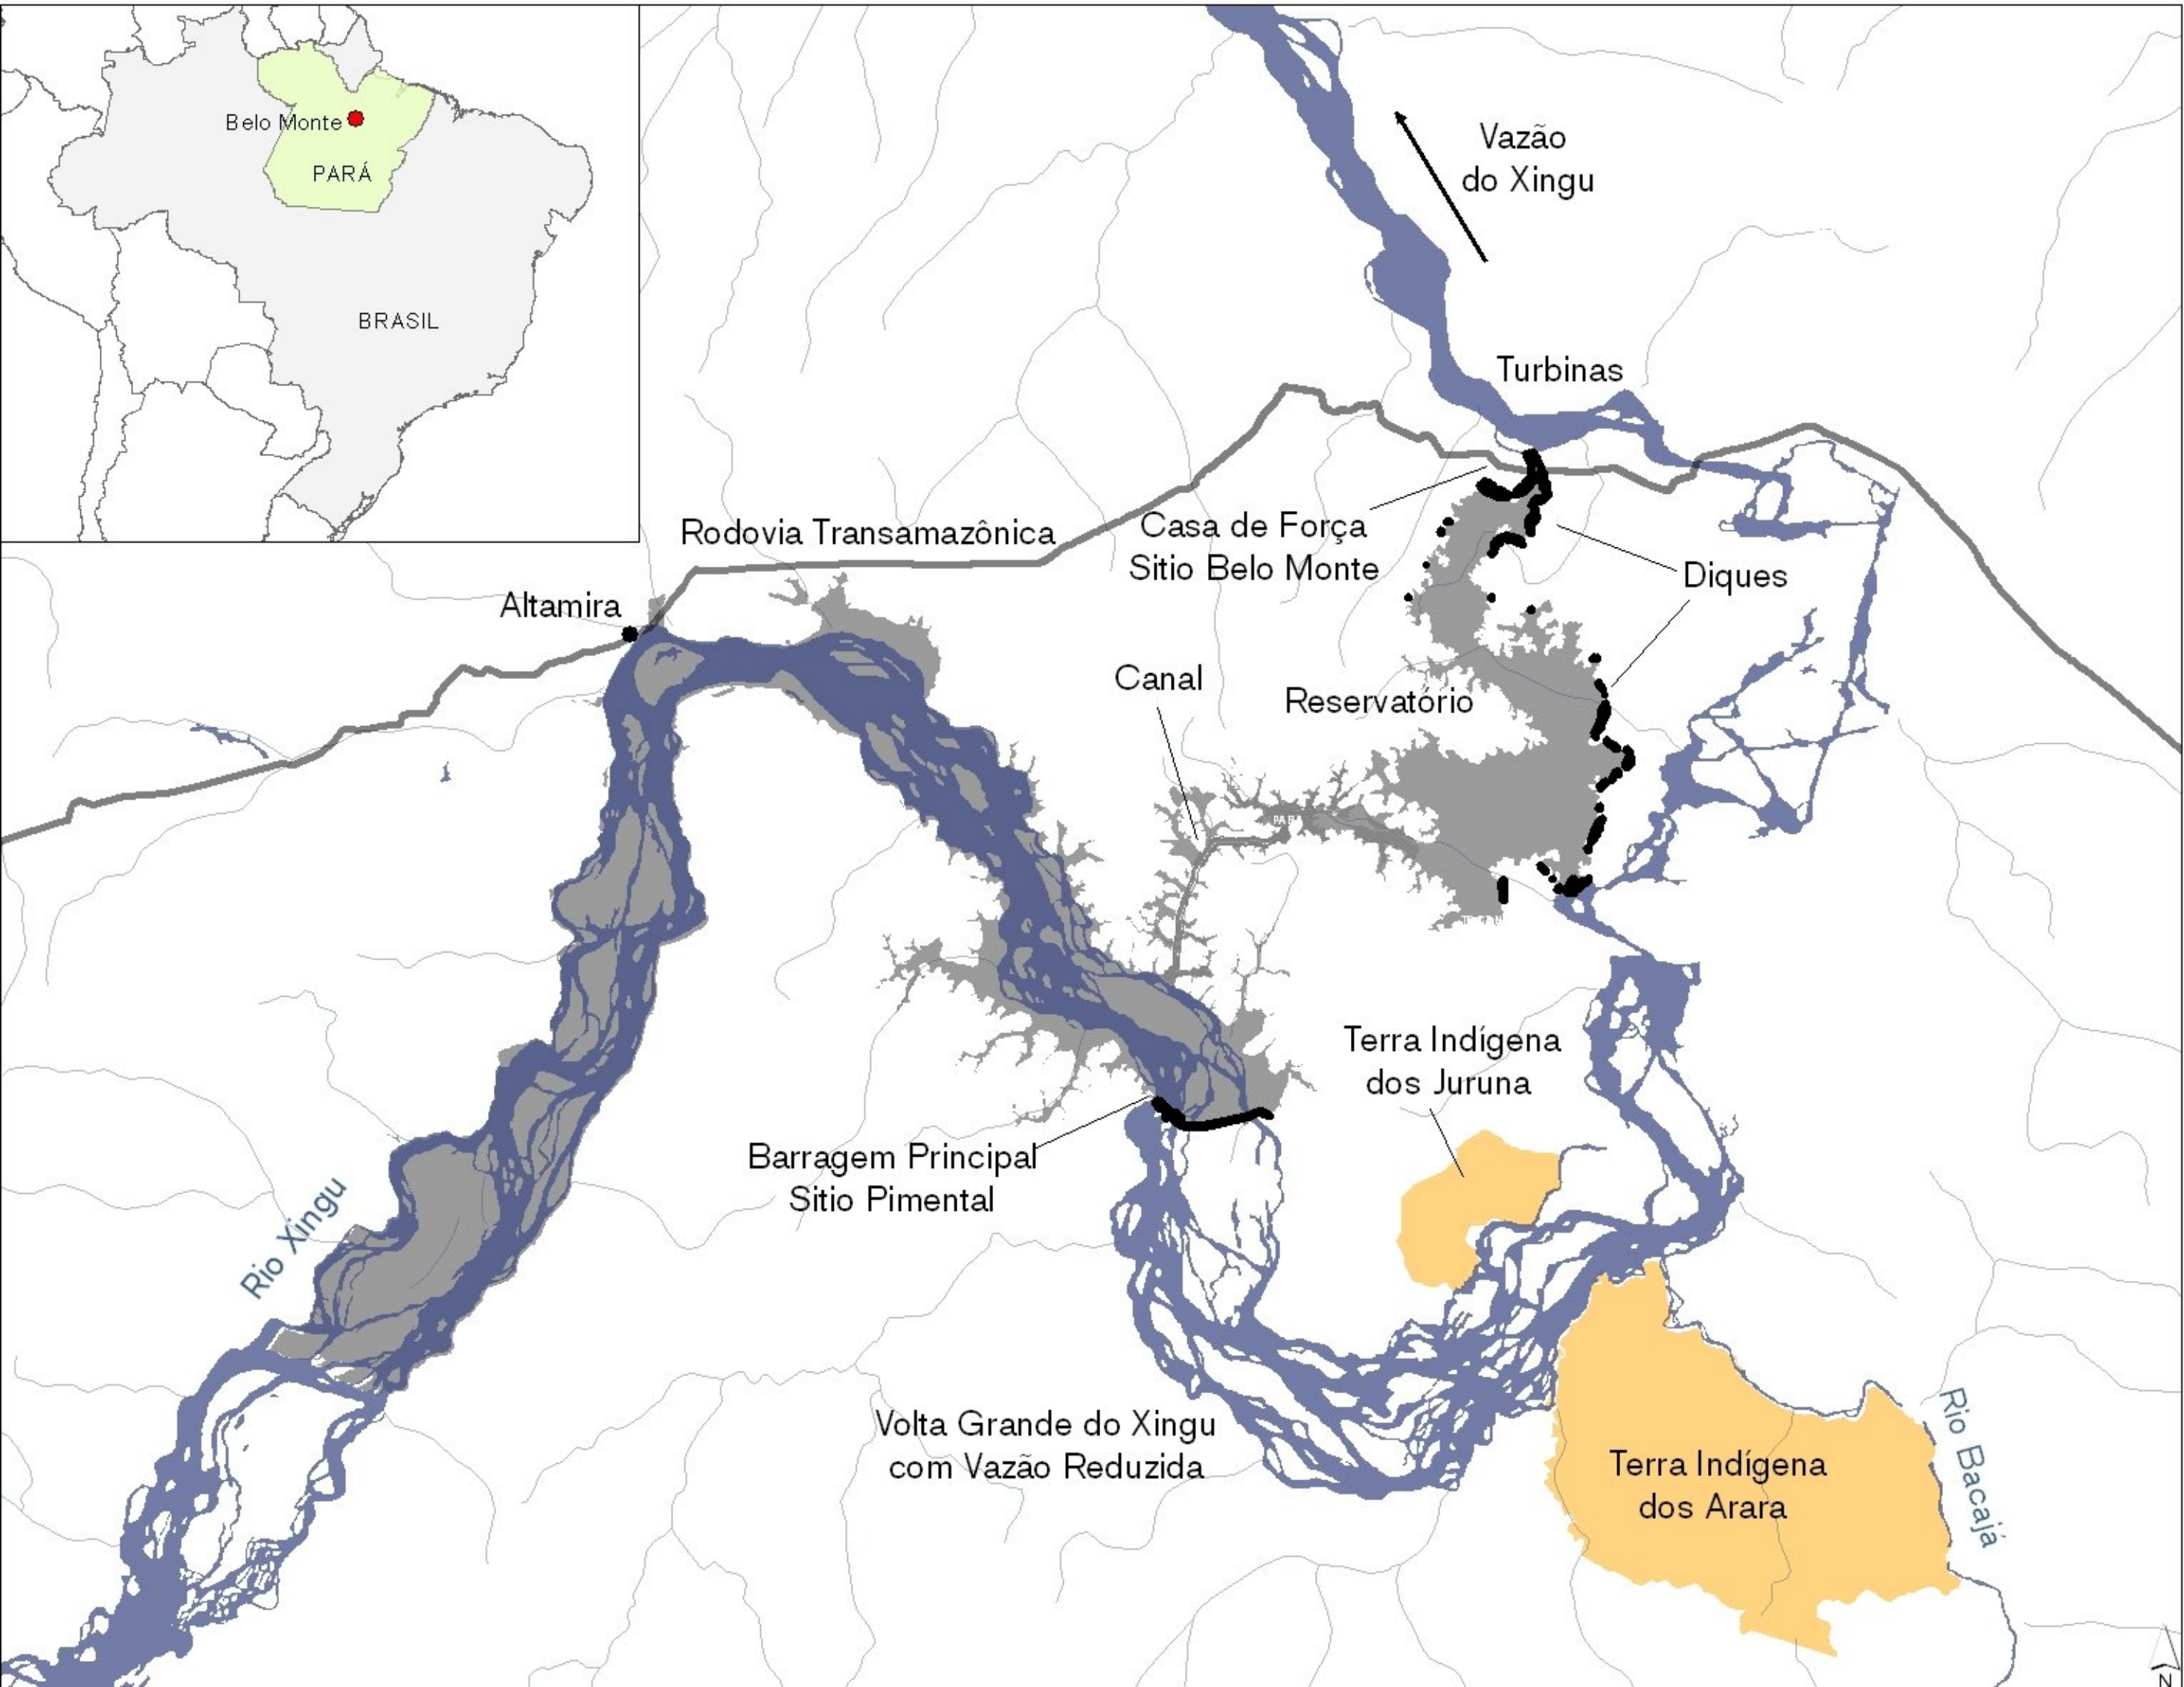 Belo Monte
PARÁ
BRASIL
Vazão
do Xingu
Turbinas
Rodovia Transamazônica
Casa de Força
Sitio Belo Monte
Diques
Altamira
Canal
Reservatório
PARÁ
Terra Indígena
dos Juruna
Barragem Principal
Sitio Pimental
Rio Xingu
Volta Grande do Xingu
com Vazão Reduzida
Terra Indígena
dos Arara
Rio Bacajá
N